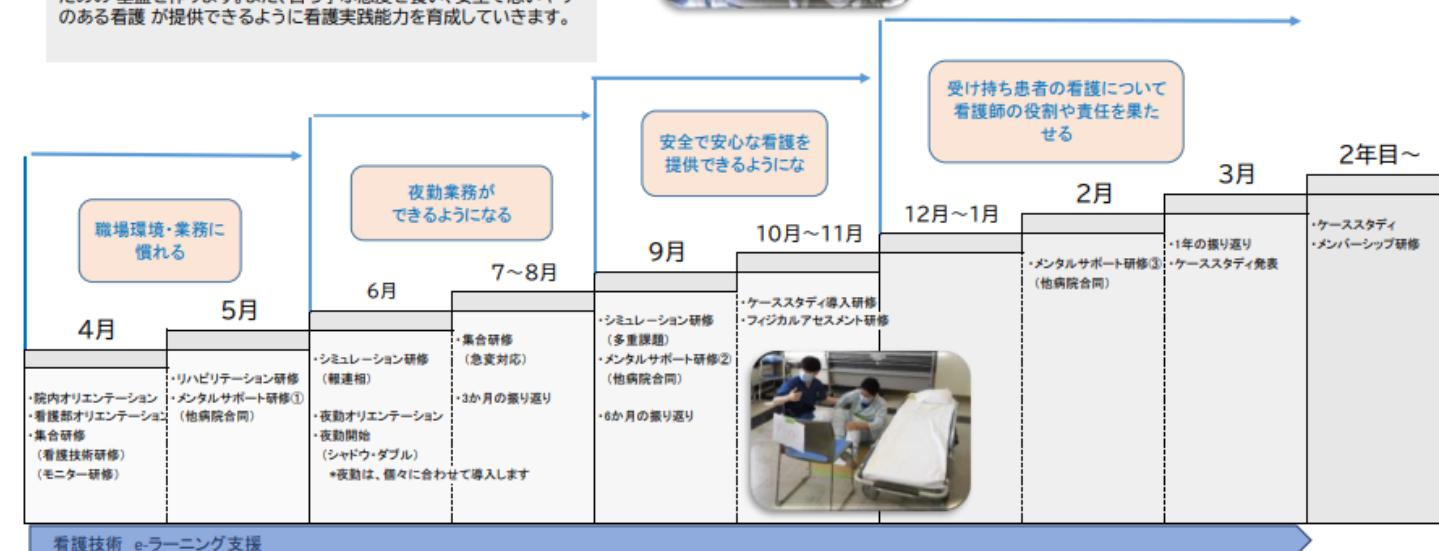 のある看護 が提供できるように看護実践能力を育成していきます。
職場環境・業務に
慣れる
夜勤業務が
できるようになる
安全で安心な看護を
提供できるようにな
受け持ち患者の看護について
看護師の役割や責任を果た
せる
4月
・院内オリエンテーション
・看護部オリエンテーション
・集合研修
（看護技術研修）
（モニター研修）
5月
・リハビリテーション研修
・メンタルサポート研修①
（他病院合同）
6月
・シミュレーション研修
（報連相）
・夜勤オリエンテーション
・夜勤開始
（シャドウ・ダブル）
*夜勤は、個々に合わせて導入します
7～8月
・集合研修
（急変対応）
・3か月の振り返り
9月
・シミュレーション研修
（多重課題）
・メンタルサポート研修②
（他病院合同）
・6か月の振り返り
10月～11月
・ケーススタディ導入研修
・フィジカルアセスメント研修
12月～1月
2月
・メンタルサポート研修③
（他病院合同）
3月
・1年の振り返り
・ケーススタディ発表
2年目～
・ケーススタディ
・メンバーシップ研修
看護技術 e-ラーニング支援